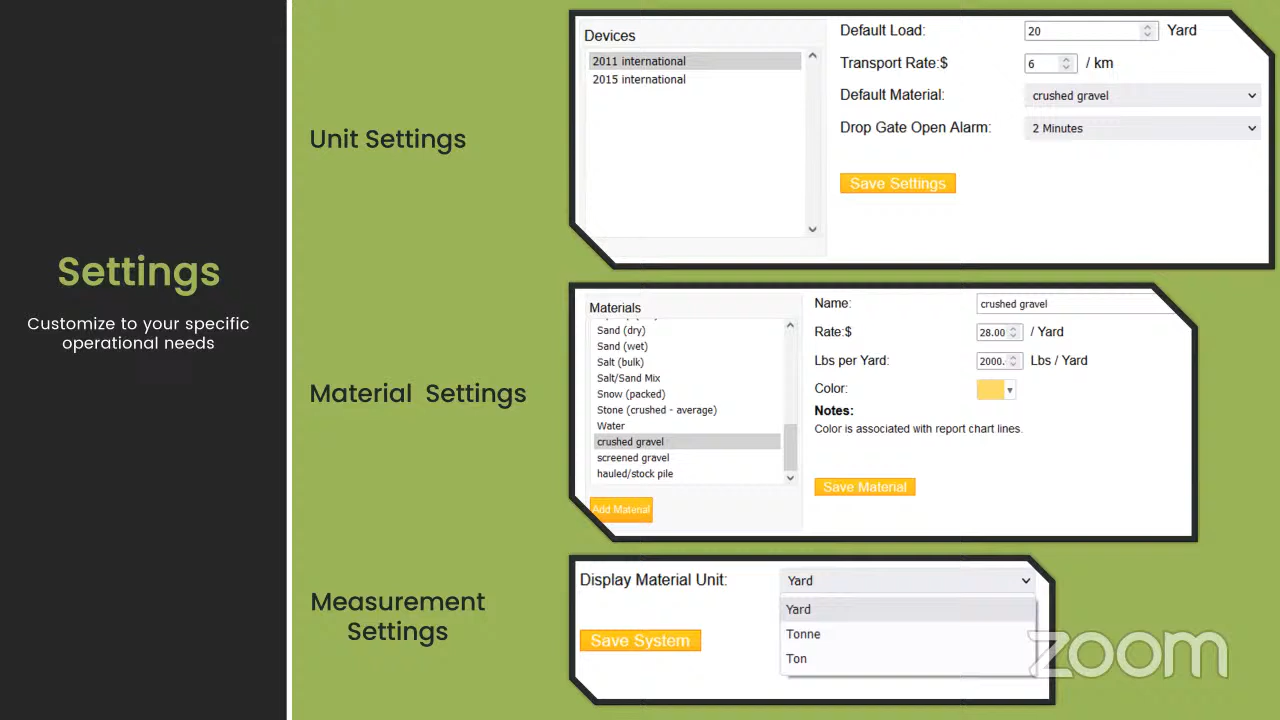 Settings
Customize to your specific
operational needs
Unit Settings
Devices
2011 international
2015 international
Default Load:
20
Yard
Transport Rate:$
6
/ km
Default Material:
crushed gravel
Drop Gate Open Alarm:
2 Minutes
Save Settings
Material Settings
Materials
Sand (dry)
Sand (wet)
Salt (bulk)
Salt/Sand Mix
Snow (packed)
Stone (crushed - average)
Water
crushed gravel
screened gravel
hauled/stock pile
Add Material
Name:
crushed gravel
Rate:$
28.00
/ Yard
Lbs per Yard:
2000.
Lbs / Yard
Color:
Notes:
Color is associated with report chart lines.
Save Material
Measurement
Settings
Display Material Unit:
Yard
Yard
Tonne
Ton
Save System
zoom